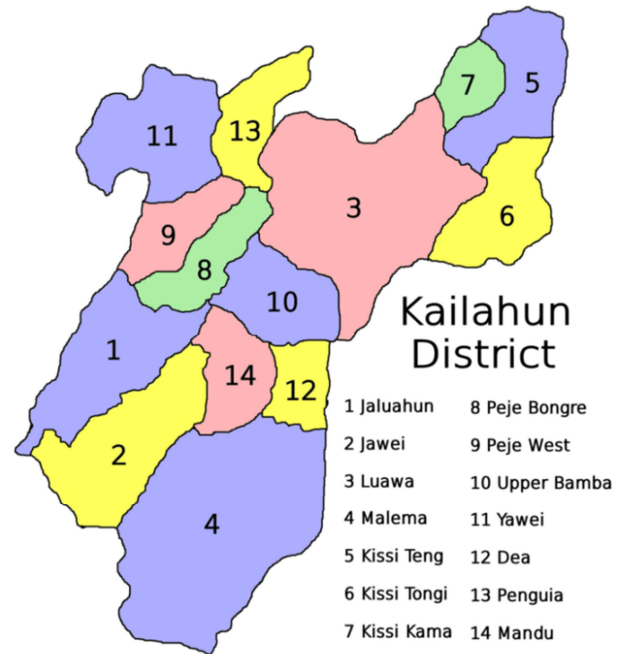 5
7
11
13
3
6
9
8
10
Kailahun
District
1
14
12
2
4
1 Jaluahun
2 Jawei
3 Luawa
4 Malema
5 Kissi Teng
6 Kissi Tongi
7 Kissi Kama
8 Peje Bongre
9 Peje West
10 Upper Bamba
11 Yawei
12 Dea
13 Penguia
14 Mandu